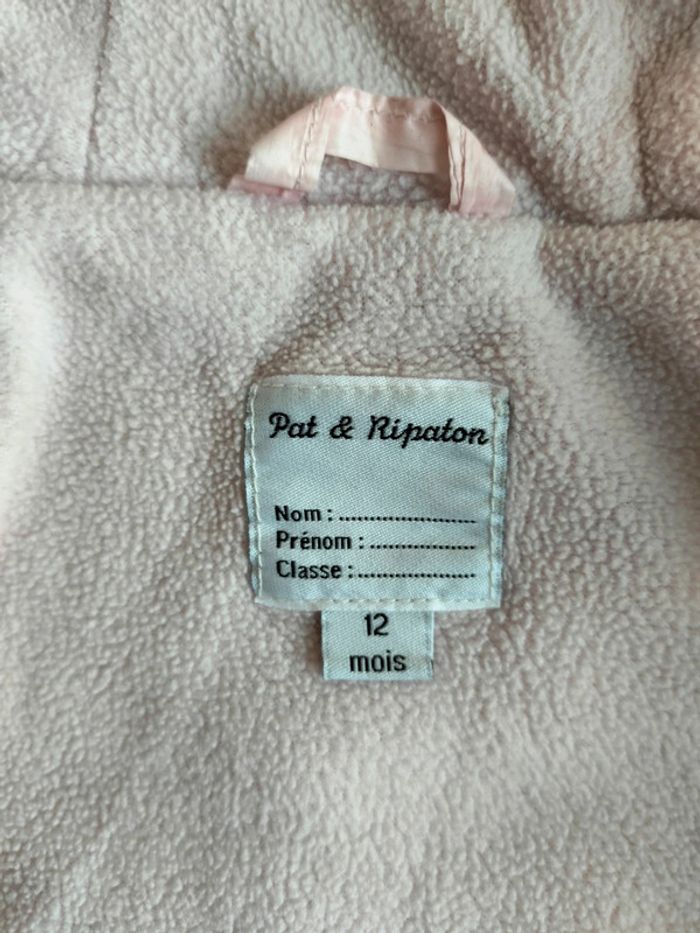 Pat & Ripaton
Nom : ........................
Prénom : ..................
Classe : ....................
12
mois